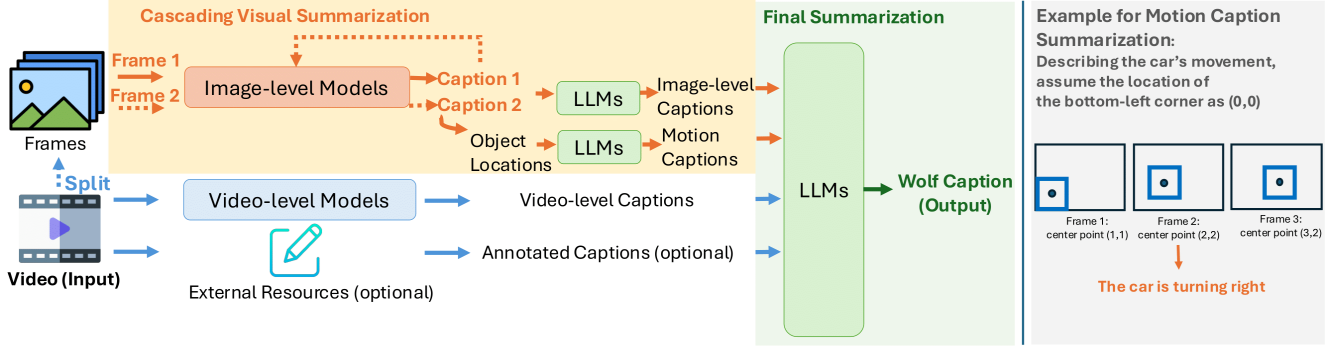 Cascading Visual Summarization
Frame 1
Frame 2
Frames
Split
Video (Input)
Image-level Models
Caption 1
Caption 2
Object
Locations
LLMs
LLMs
Image-level
Captions
Motion
Captions
Video-level Models
Video-level Captions
External Resources (optional)
Annotated Captions (optional)
Final Summarization
LLMs
Wolf Caption
(Output)
Example for Motion Caption
Summarization:
Describing the car's movement,
assume the location of
the bottom-left corner as (0,0)
Frame 1:
center point (1,1)
Frame 2:
center point (2,2)
Frame 3:
center point (3,2)
The car is turning right